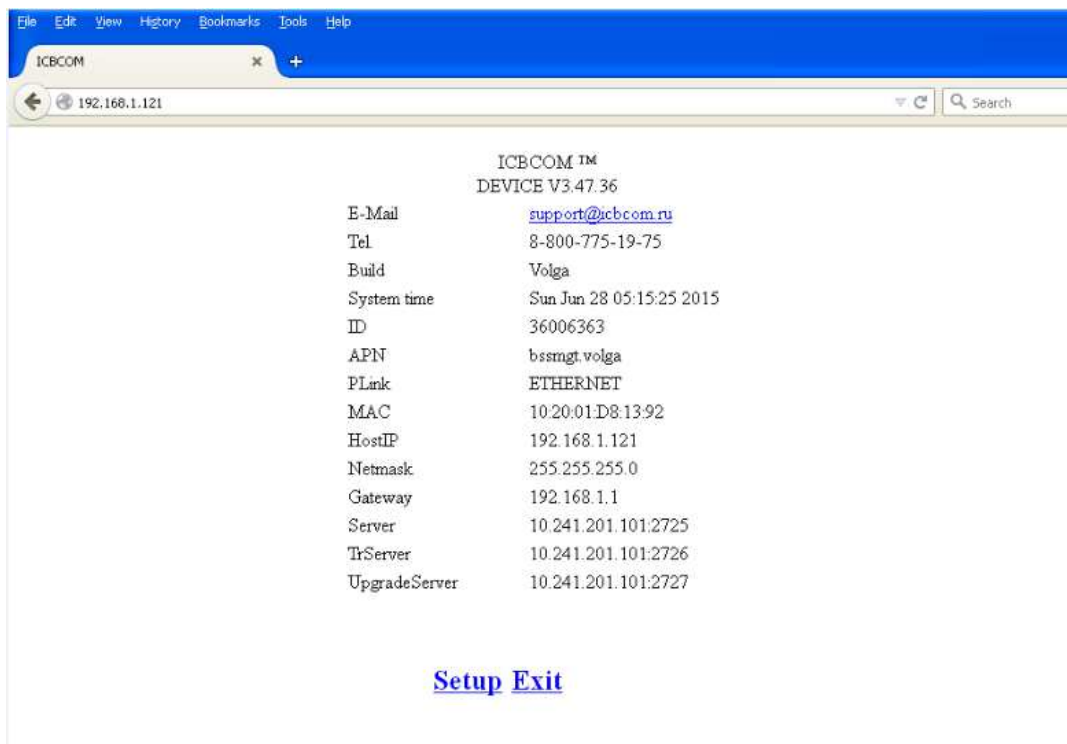 File Edit View History Bookmarks Tools Help
ICBCOM
192.168.1.121 Search
ICBCOM ™
DEVICE V3.47.36
E-Mail support@icbcom.ru
Tel. 8-800-775-19-75
Build Volga
System time Sun Jun 28 05:15:25 2015
ID 36006363
APN bssmgt.volga
PLink ETHERNET
MAC 10:20:01:D8:13:92
HostIP 192.168.1.121
Netmask 255.255.255.0
Gateway 192.168.1.1
Server 10.241.201.101:2725
TrServer 10.241.201.101:2726
UpgradeServer 10.241.201.101:2727
Setup Exit